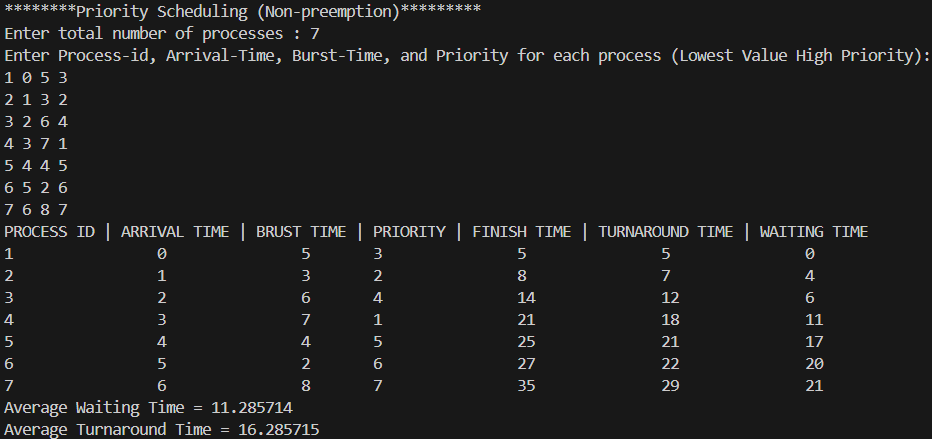 ********Priority Scheduling (Non-preemption)*********
Enter total number of processes : 7
Enter Process-id, Arrival-Time, Burst-Time, and Priority for each process (Lowest Value High Priority):
1 0 5 3
2 1 3 2
3 2 6 4
4 3 7 1
5 4 4 5
6 5 2 6
7 6 8 7
PROCESS ID | ARRIVAL TIME | BRUST TIME | PRIORITY | FINISH TIME | TURNAROUND TIME | WAITING TIME
1 0 5 3 5 5 0
2 1 3 2 8 7 4
3 2 6 4 14 12 6
4 3 7 1 21 18 11
5 4 4 5 25 21 17
6 5 2 6 27 22 20
7 6 8 7 35 29 21
Average Waiting Time = 11.285714
Average Turnaround Time = 16.285715